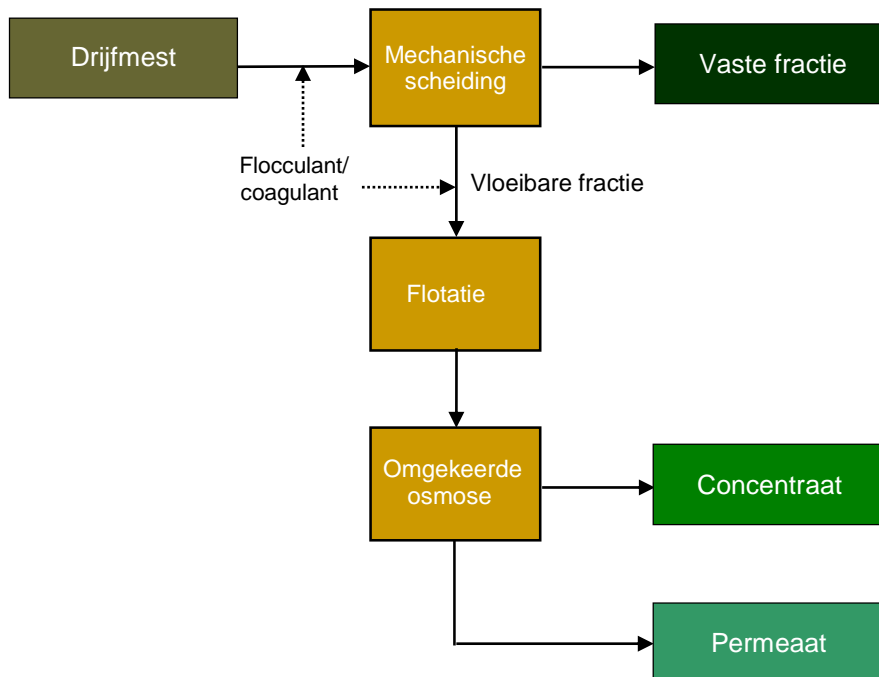 Drijfmest
Mechanische
scheiding
Vaste fractie
Flocculant/
coagulant
Vloeibare fractie
Flotatie
Omgekeerde
osmose
Concentraat
Permeaat